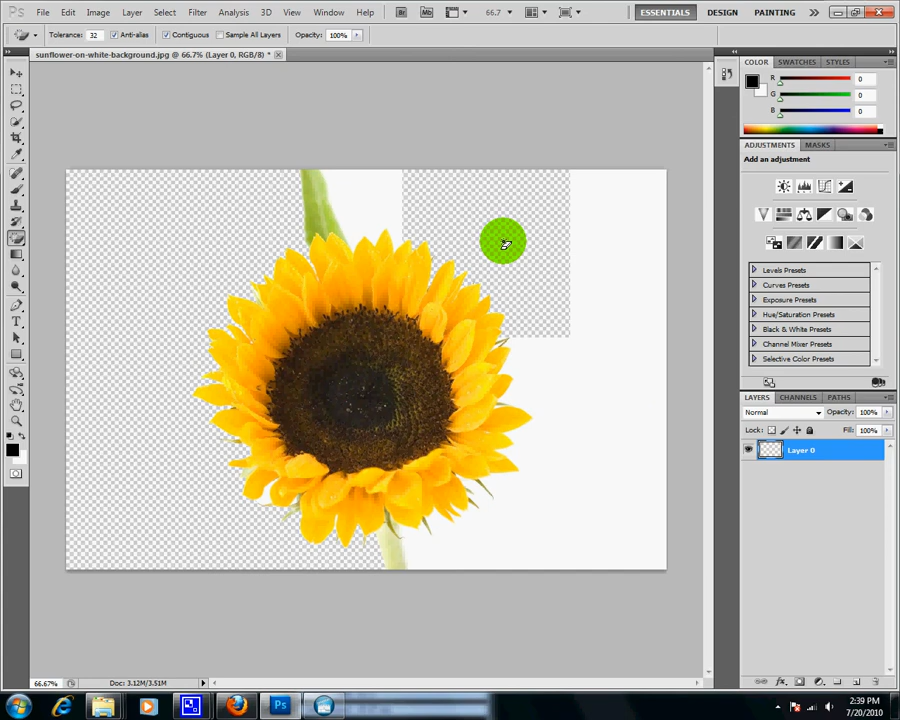 Ps File Edit Image Layer Select Filter Analysis 3D View Window Help Br Mb 66.7 ESSENTIALS DESIGN PAINTING
Tolerance: 32 Anti-alias Contiguous Sample All Layers Opacity: 100%
sunflower-on-white-background.jpg @ 66.7% (Layer 0, RGB/8) *
COLOR SWATCHES STYLES
R 0
G 0
B 0
ADJUSTMENTS MASKS
Add an adjustment
Levels Presets
Curves Presets
Exposure Presets
Hue/Saturation Presets
Black & White Presets
Channel Mixer Presets
Selective Color Presets
LAYERS CHANNELS PATHS
Normal Opacity: 100%
Lock: Fill: 100%
Layer 0
66.67% Doc: 3.12M/3.51M
Ps
2:39 PM
7/20/2010